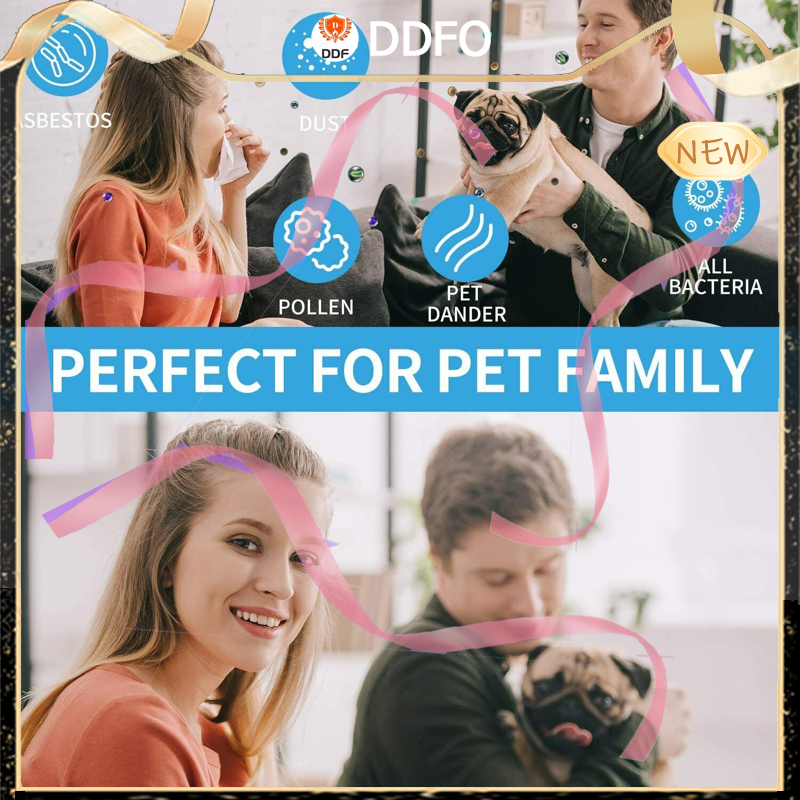 DDF
DDFO
ASBESTOS
DUST
NEW
POLLEN
PET
DANDER
ALL
BACTERIA
PERFECT FOR PET FAMILY